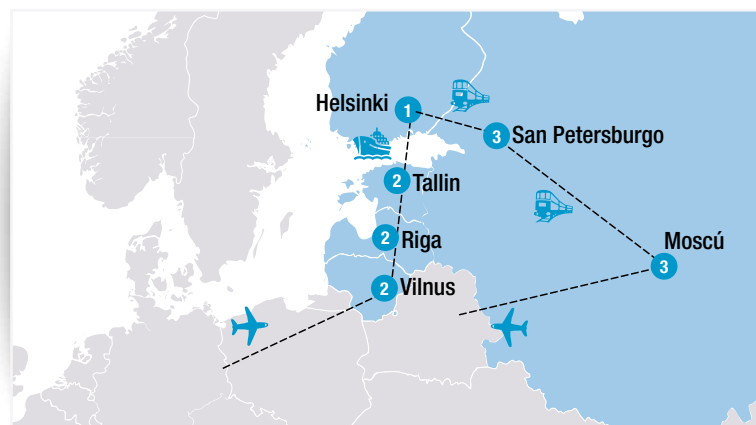 Helsinki 1
3 San Petersburgo
2 Tallin
2 Riga
Moscú
3
2 Vilnus